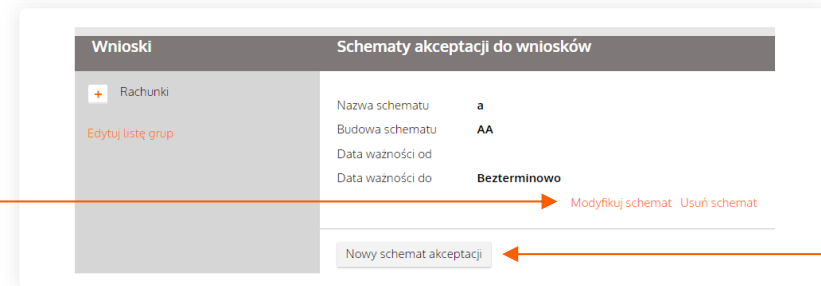 Wnioski
Schematy akceptacji do wniosków
+ Rachunki
Edytuj listę grup
Nazwa schematu a
Budowa schematu AA
Data ważności od
Data ważności do Bezterminowo
Modyfikuj schemat Usuń schemat
Nowy schemat akceptacji